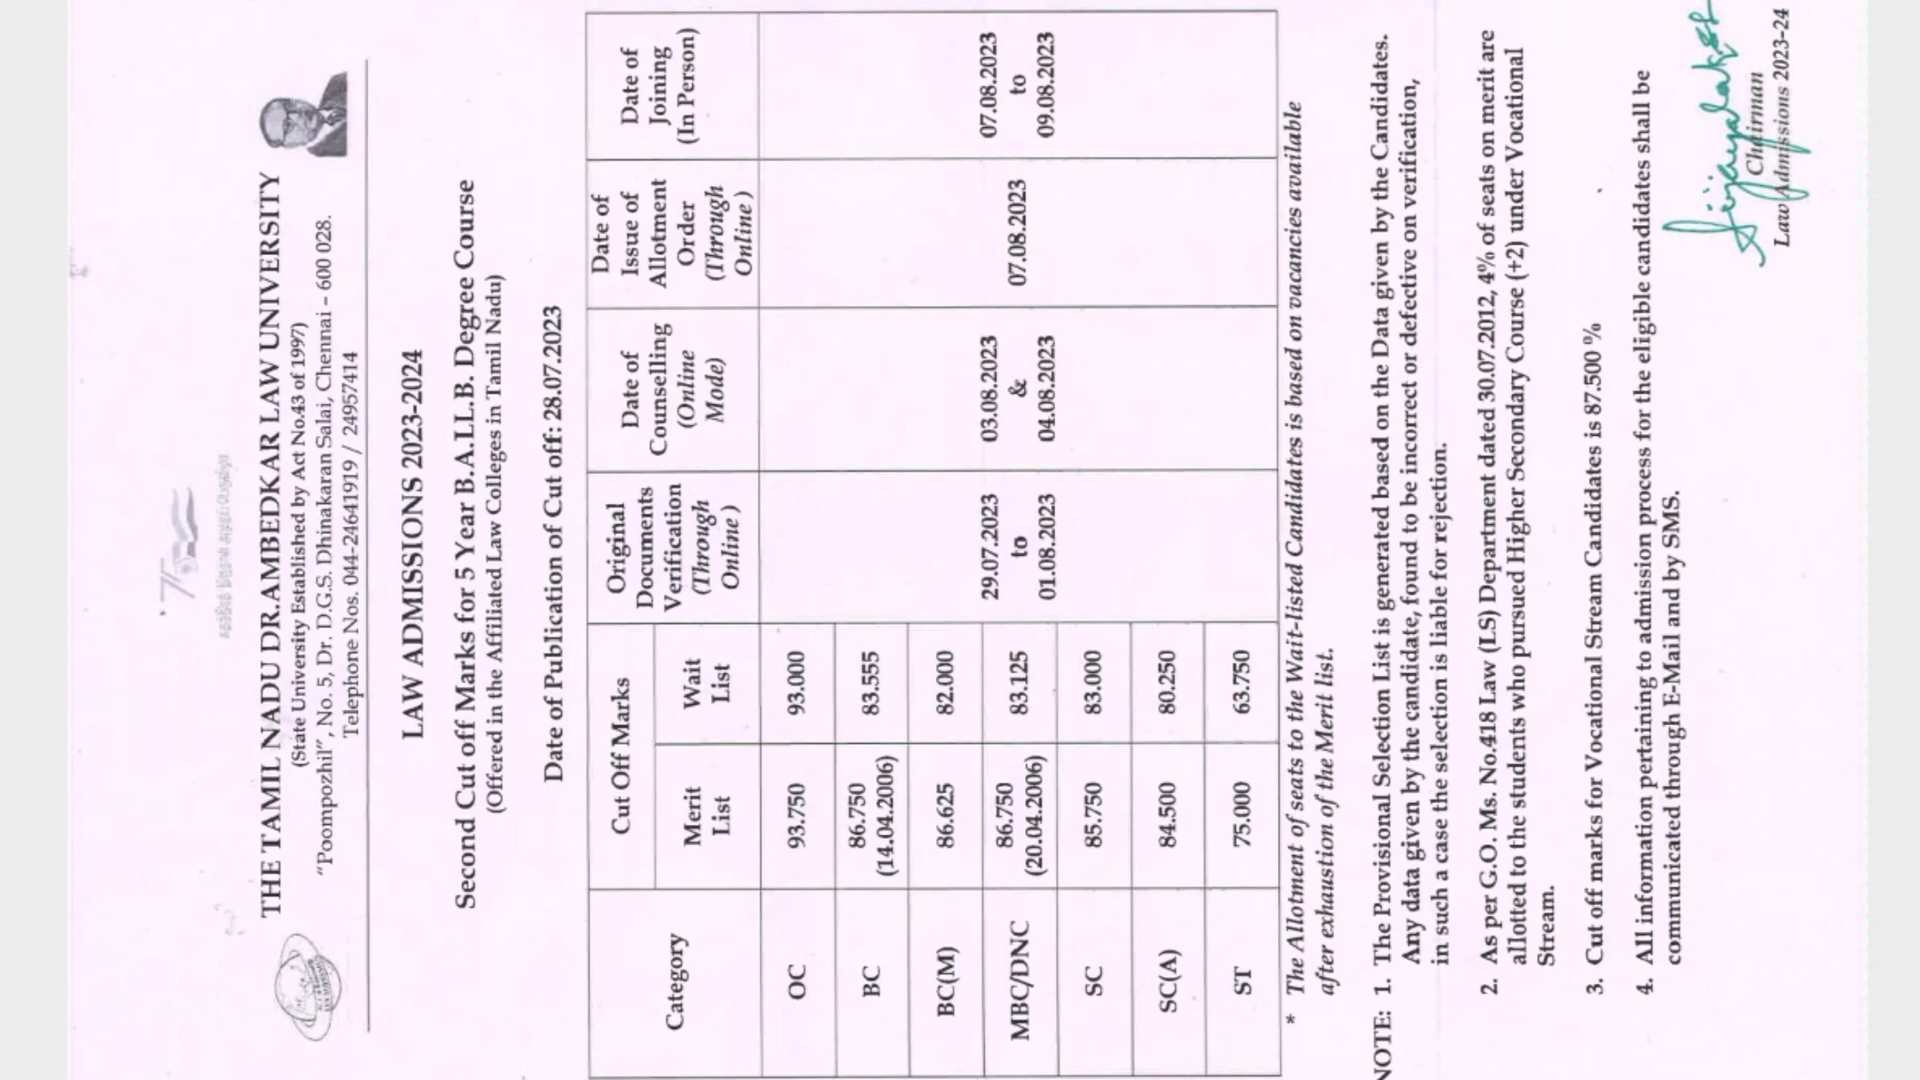 THE TAMIL NADU DR.AMBEDKAR LAW UNIVERSITY
(State University Established by Act No.43 of 1997)
"Poompozhil", No. 5, Dr. D.G.S. Dhinakaran Salai, Chennai – 600 028.
Telephone Nos. 044-24641919 / 24957414
LAW ADMISSIONS 2023-2024
Second Cut off Marks for 5 Year B.A.LL.B. Degree Course
(Offered in the Affiliated Law Colleges in Tamil Nadu)
Date of Publication of Cut off: 28.07.2023
Category
Cut Off Marks
Merit
List
Wait
List
Original
Documents
Verification
(Through
Online)
Date of
Counselling
(Online
Mode)
Date of
Issue of
Allotment
Order
(Through
Online)
Date of
Joining
(In Person)
OC 93.750 93.000
BC 86.750 83.555
(14.04.2006)
BC(M) 86.625 82.000
MBC/DNC 86.750 83.125
(20.04.2006)
29.07.2023
to
01.08.2023
03.08.2023
&
04.08.2023
07.08.2023
07.08.2023
to
09.08.2023
SC 85.750 83.000
SC(A) 84.500 80.250
ST 75.000 63.750
* The Allotment of seats to the Wait-listed Candidates is based on vacancies available
after exhaustion of the Merit list.
NOTE: 1. The Provisional Selection List is generated based on the Data given by the Candidates.
Any data given by the candidate, found to be incorrect or defective on verification,
in such a case the selection is liable for rejection.
2. As per G.O. Ms. No.418 Law (LS) Department dated 30.07.2012, 4% of seats on merit are
allotted to the students who pursued Higher Secondary Course (+2) under Vocational
Stream.
3. Cut off marks for Vocational Stream Candidates is 87.500 %
4. All information pertaining to admission process for the eligible candidates shall be
communicated through E-Mail and by SMS.
Chairman
Law Admissions 2023-24